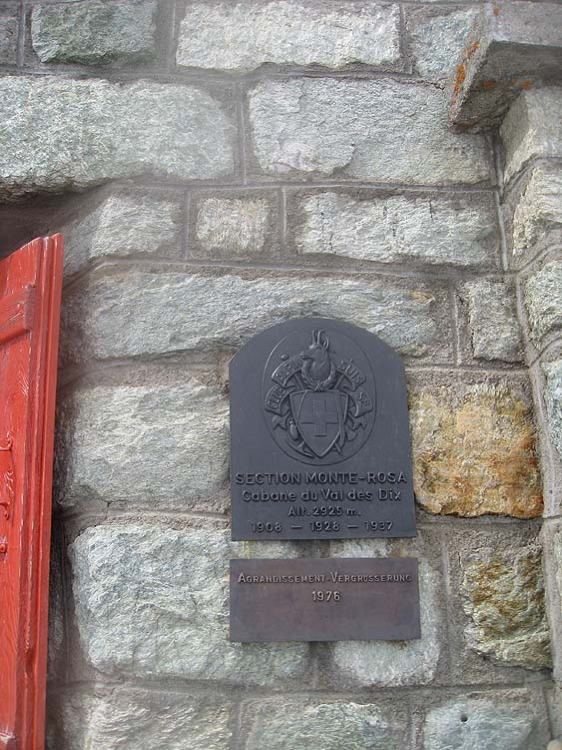 SECTION MONTE-ROSA
Cabane du Val des Dix
Alt. 2925 m.
1908 — 1928 — 1937
AGRANDISSEMENT-VERGRÖSSERUNG
1976